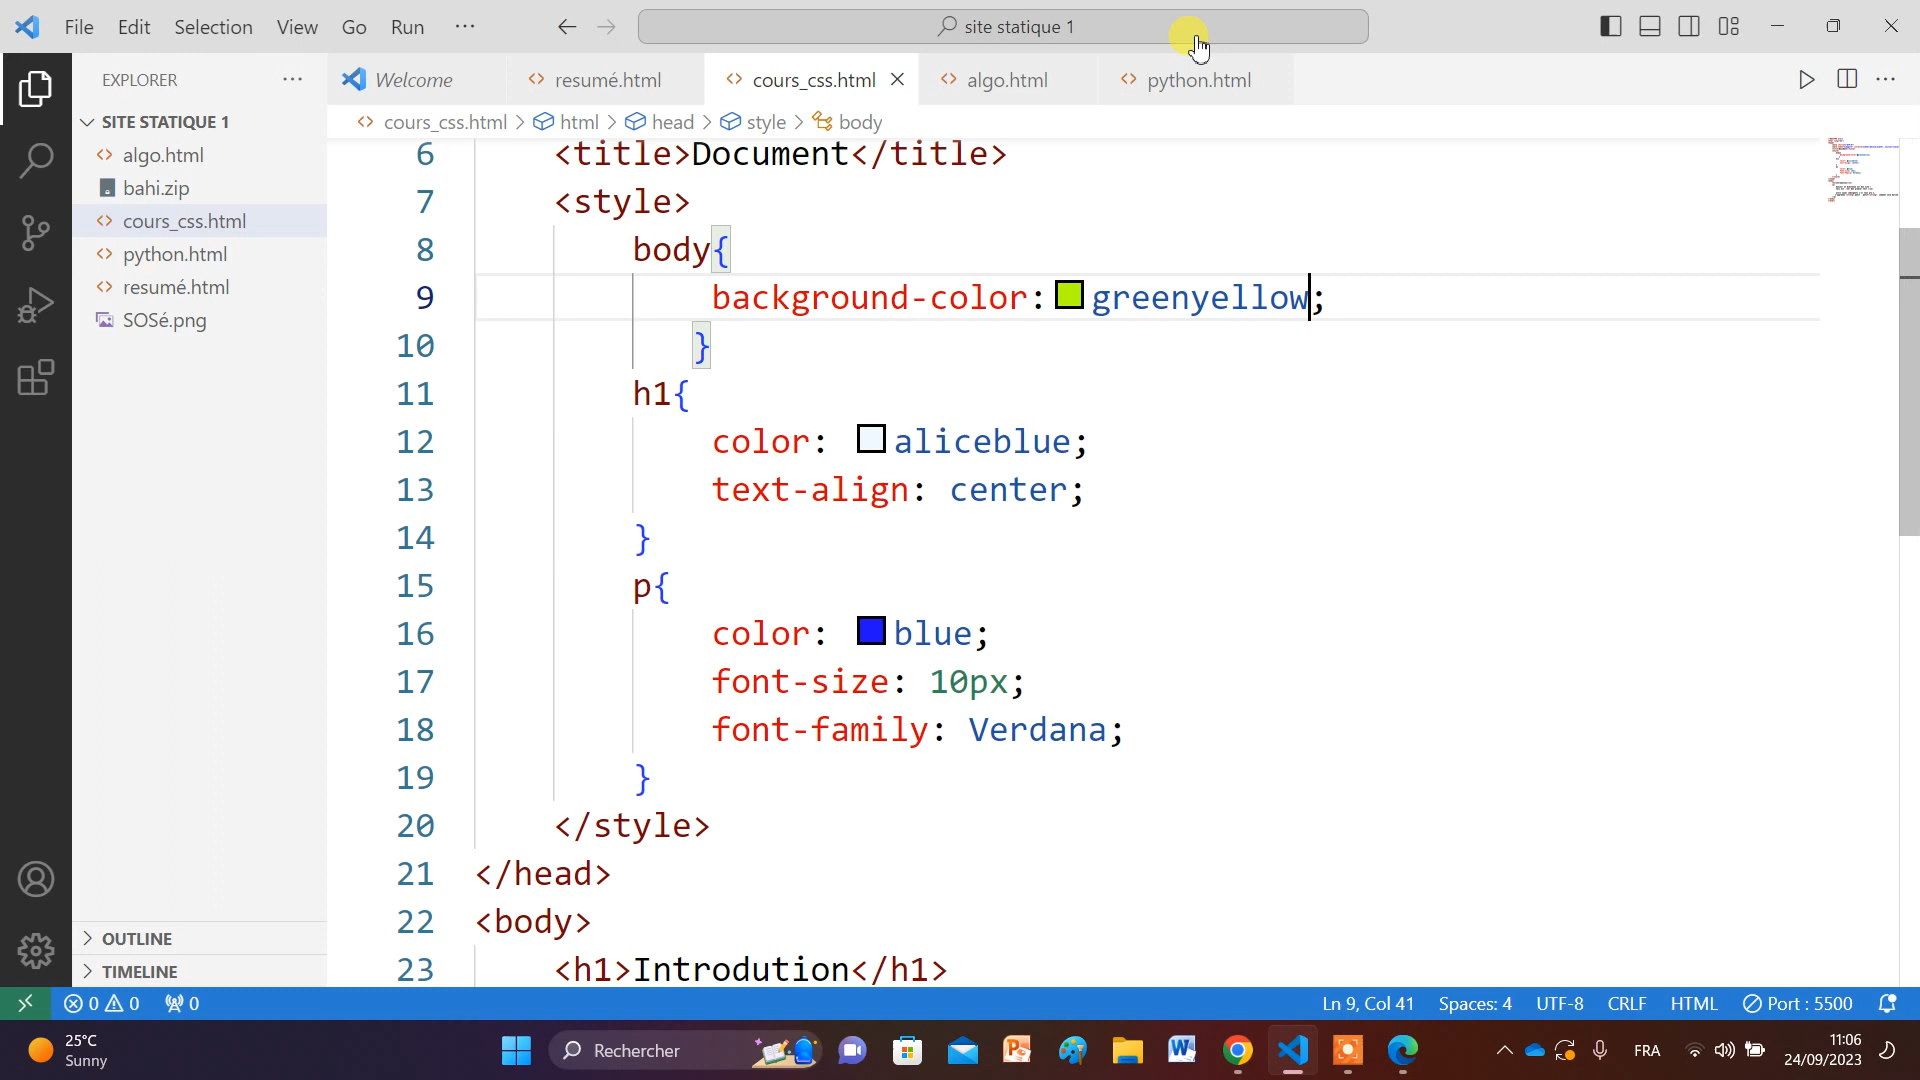 File Edit Selection View Go Run ··· site statique 1
EXPLORER ···
SITE STATIQUE 1
algo.html
bahi.zip
cours_css.html
python.html
resumé.html
SOSé.png
OUTLINE
TIMELINE
Welcome resumé.html cours_css.html algo.html python.html
cours_css.html > html > head > style > body
6 <title>Document</title>
7 <style>
8 body{
9 background-color: greenyellow;
10 }
11 h1{
12 color: aliceblue;
13 text-align: center;
14 }
15 p{
16 color: blue;
17 font-size: 10px;
18 font-family: Verdana;
19 }
20 </style>
21 </head>
22 <body>
23 <h1>Introdution</h1>
0 0 0 Ln 9, Col 41 Spaces: 4 UTF-8 CRLF HTML Port : 5500
25°C
Sunny
Rechercher
FRA
11:06
24/09/2023